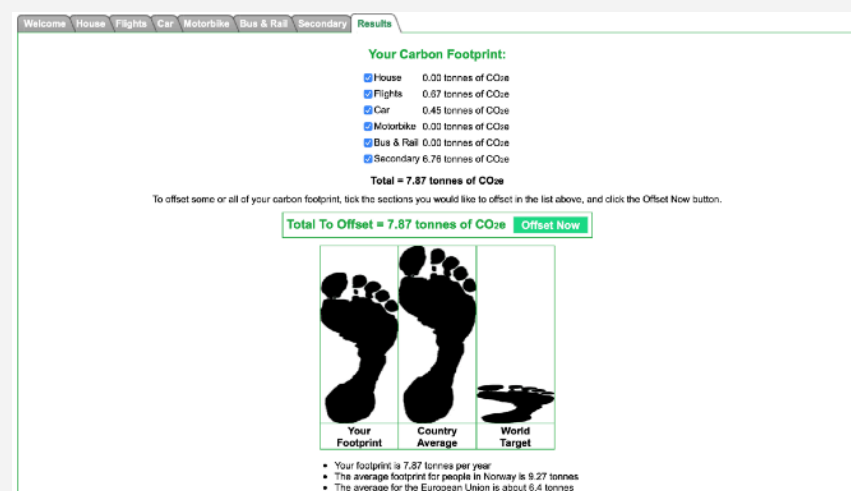 Welcome House Flights Car Motorbike Bus & Rail Secondary Results
Your Carbon Footprint:
House 0.00 tonnes of CO2e
Flights 0.67 tonnes of CO2e
Car 0.45 tonnes of CO2e
Motorbike 0.00 tonnes of CO2e
Bus & Rail 0.00 tonnes of CO2e
Secondary 6.76 tonnes of CO2e
Total = 7.87 tonnes of CO2e
To offset some or all of your carbon footprint, tick the sections you would like to offset in the list above, and click the Offset Now button.
Total To Offset = 7.87 tonnes of CO2e Offset Now
Your Footprint
Country Average
World Target
• Your footprint is 7.87 tonnes per year
• The average footprint for people in Norway is 9.27 tonnes
• The average for the European Union is about 6.4 tonnes